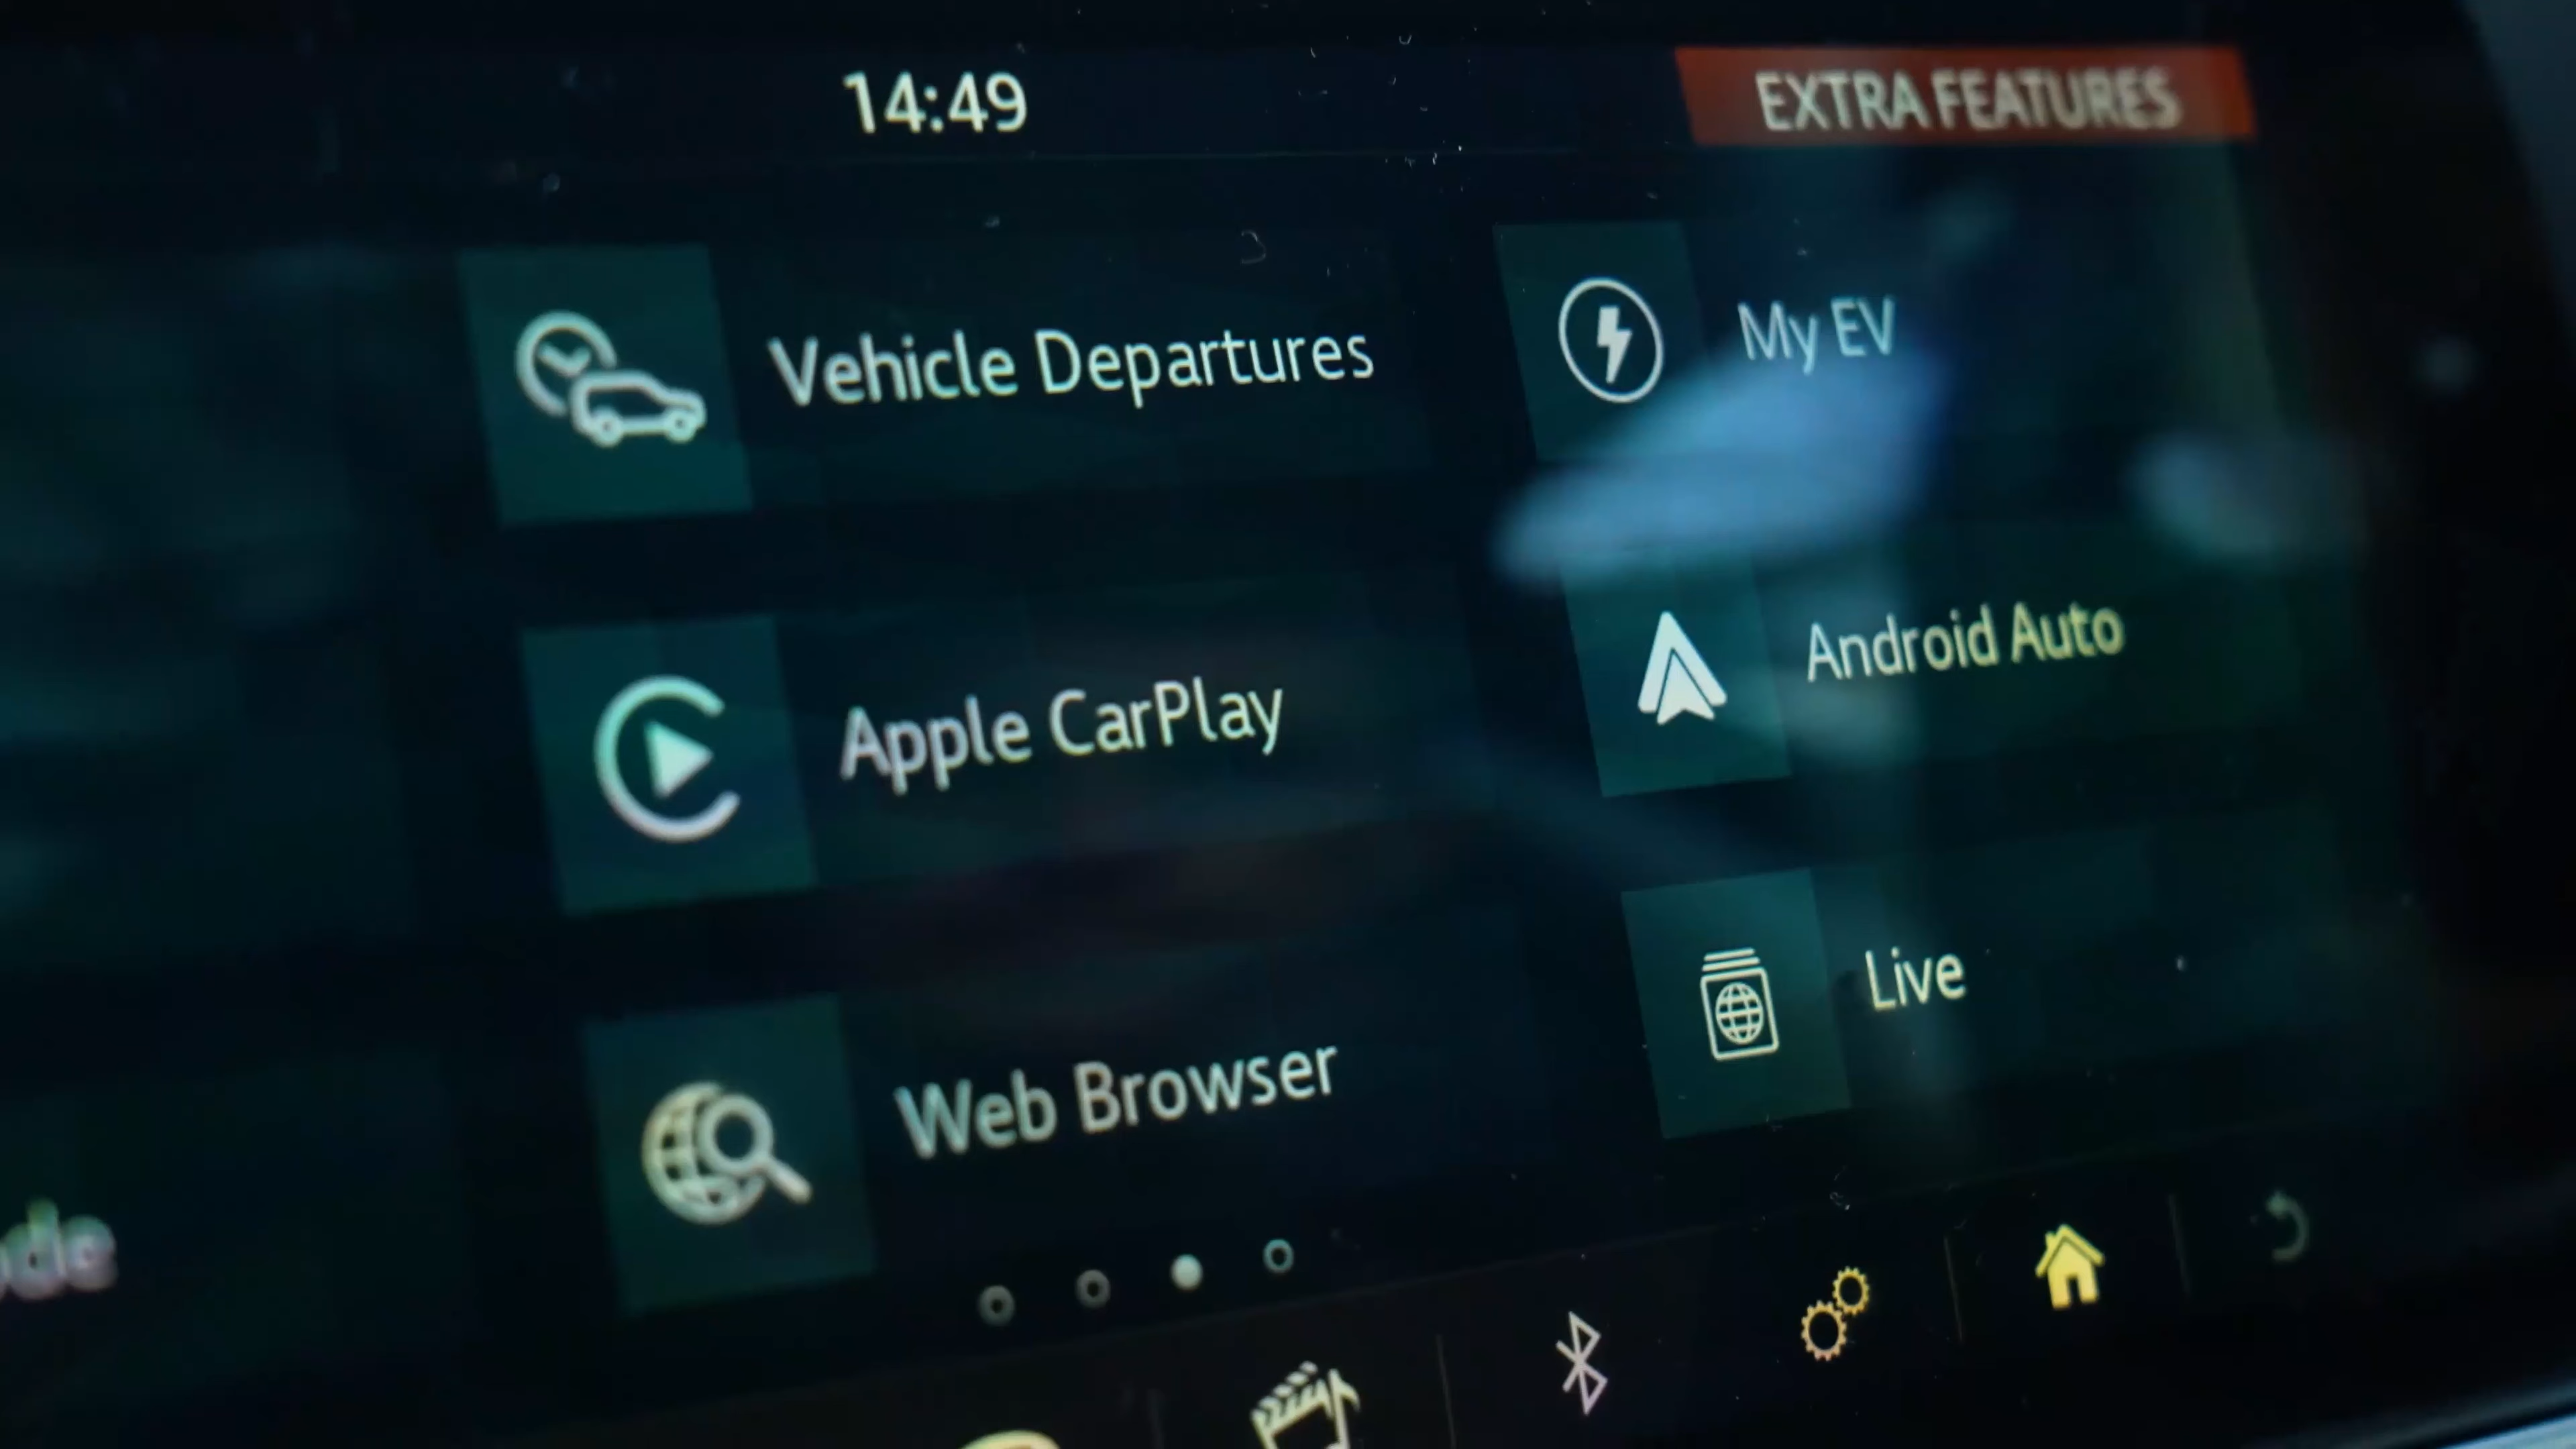 14:49
EXTRA FEATURES
Vehicle Departures
My EV
Apple CarPlay
Android Auto
Web Browser
Live